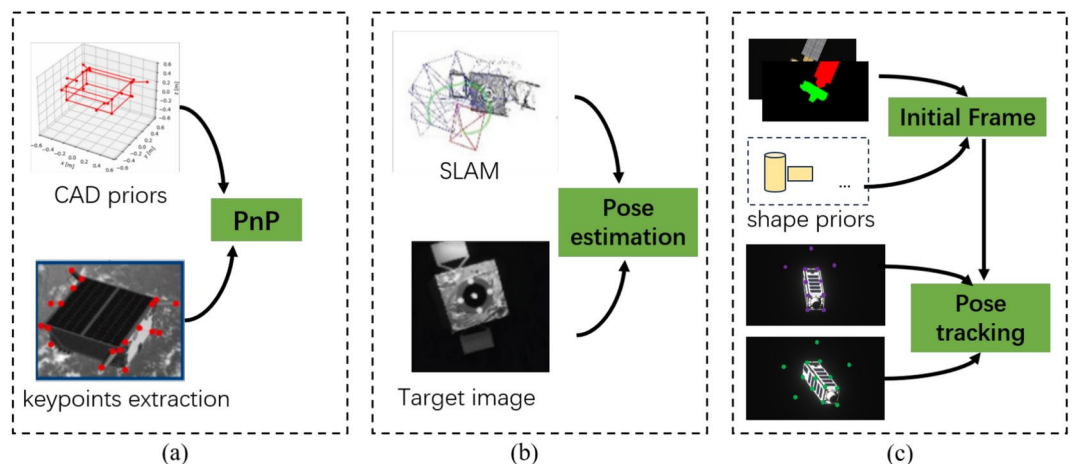 CAD priors
PnP
keypoints extraction
(a)
SLAM
Pose
estimation
Target image
(b)
Initial Frame
...
shape priors
Pose
tracking
(c)